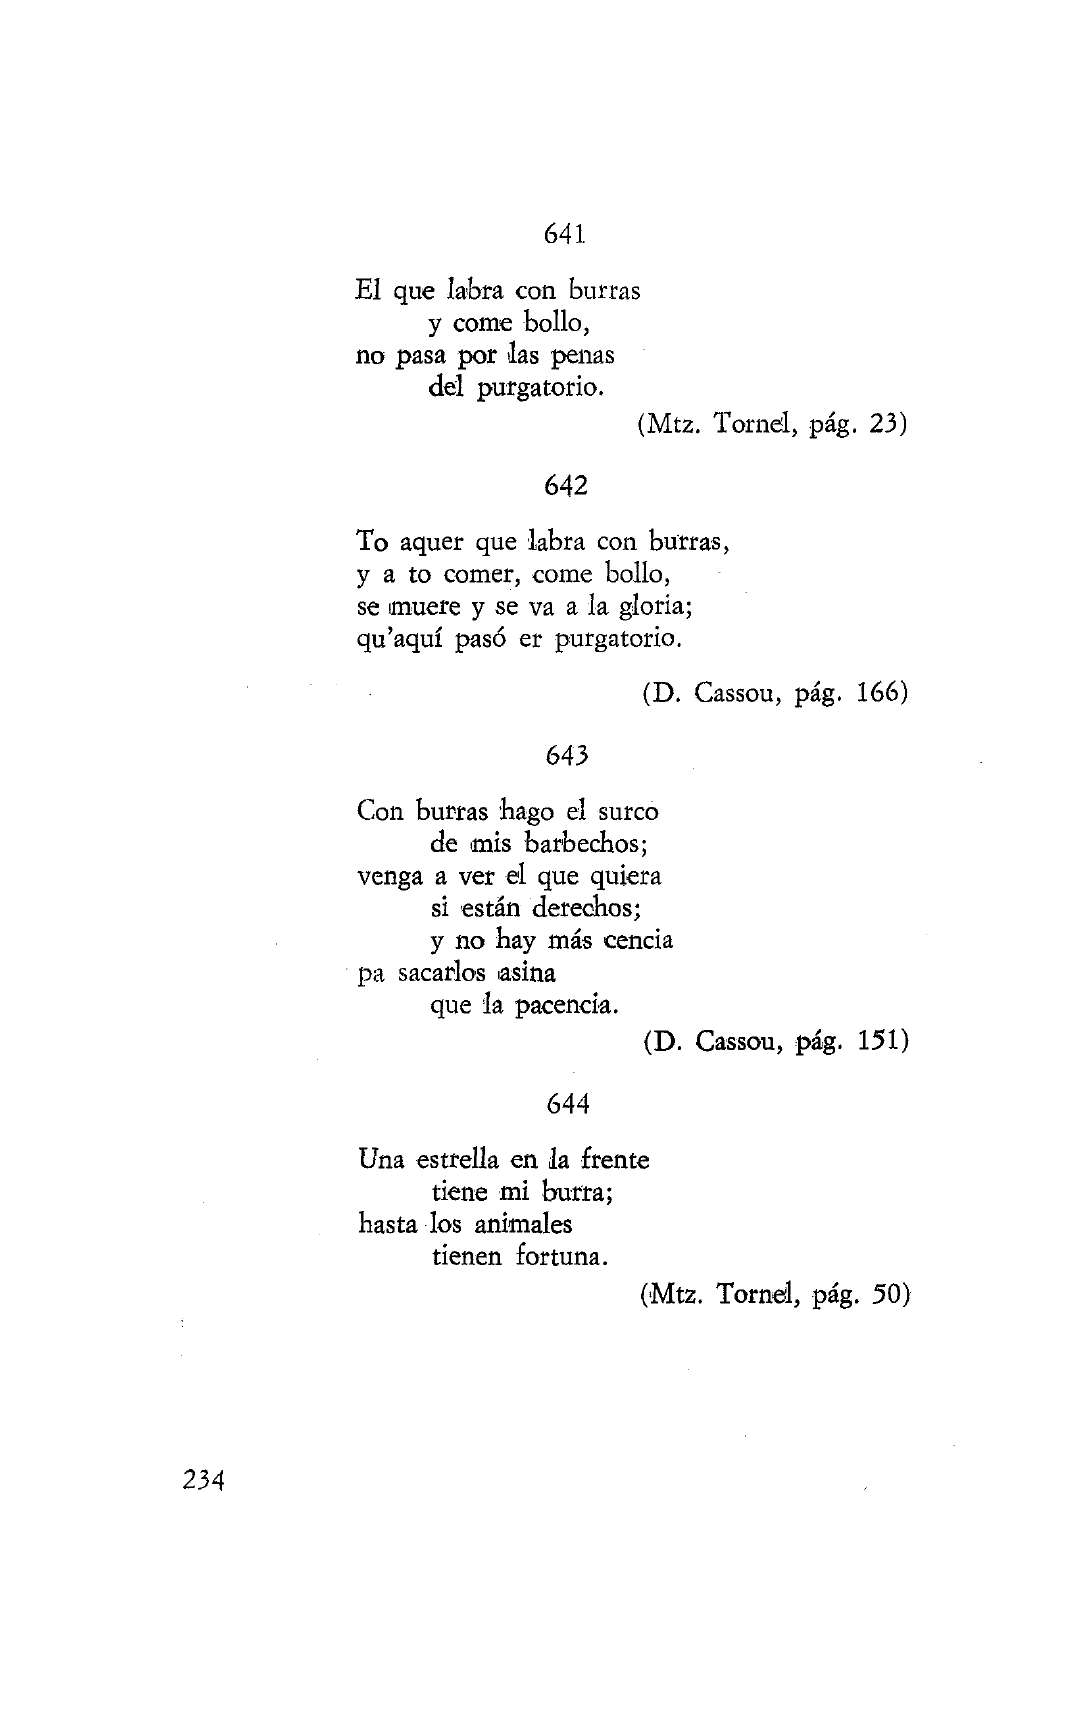 641
El que labra con burras
y come bollo,
no pasa por las penas
del purgatorio.
(Mtz. Tornel, pág. 23)
642
To aquer que labra con burras,
y a to comer, come bollo,
se muere y se va a la gloria;
qu'aquí pasó er purgatorio.
(D. Cassou, pág. 166)
643
Con burras hago el surco
de mis barbechos;
venga a ver el que quiera
si están derechos;
y no hay más cencia
pa sacarlos asina
que la pacencia.
(D. Cassou, pág. 151)
644
Una estrella en la frente
tiene mi burra;
hasta los animales
tienen fortuna.
(Mtz. Tornel, pág. 50)
234